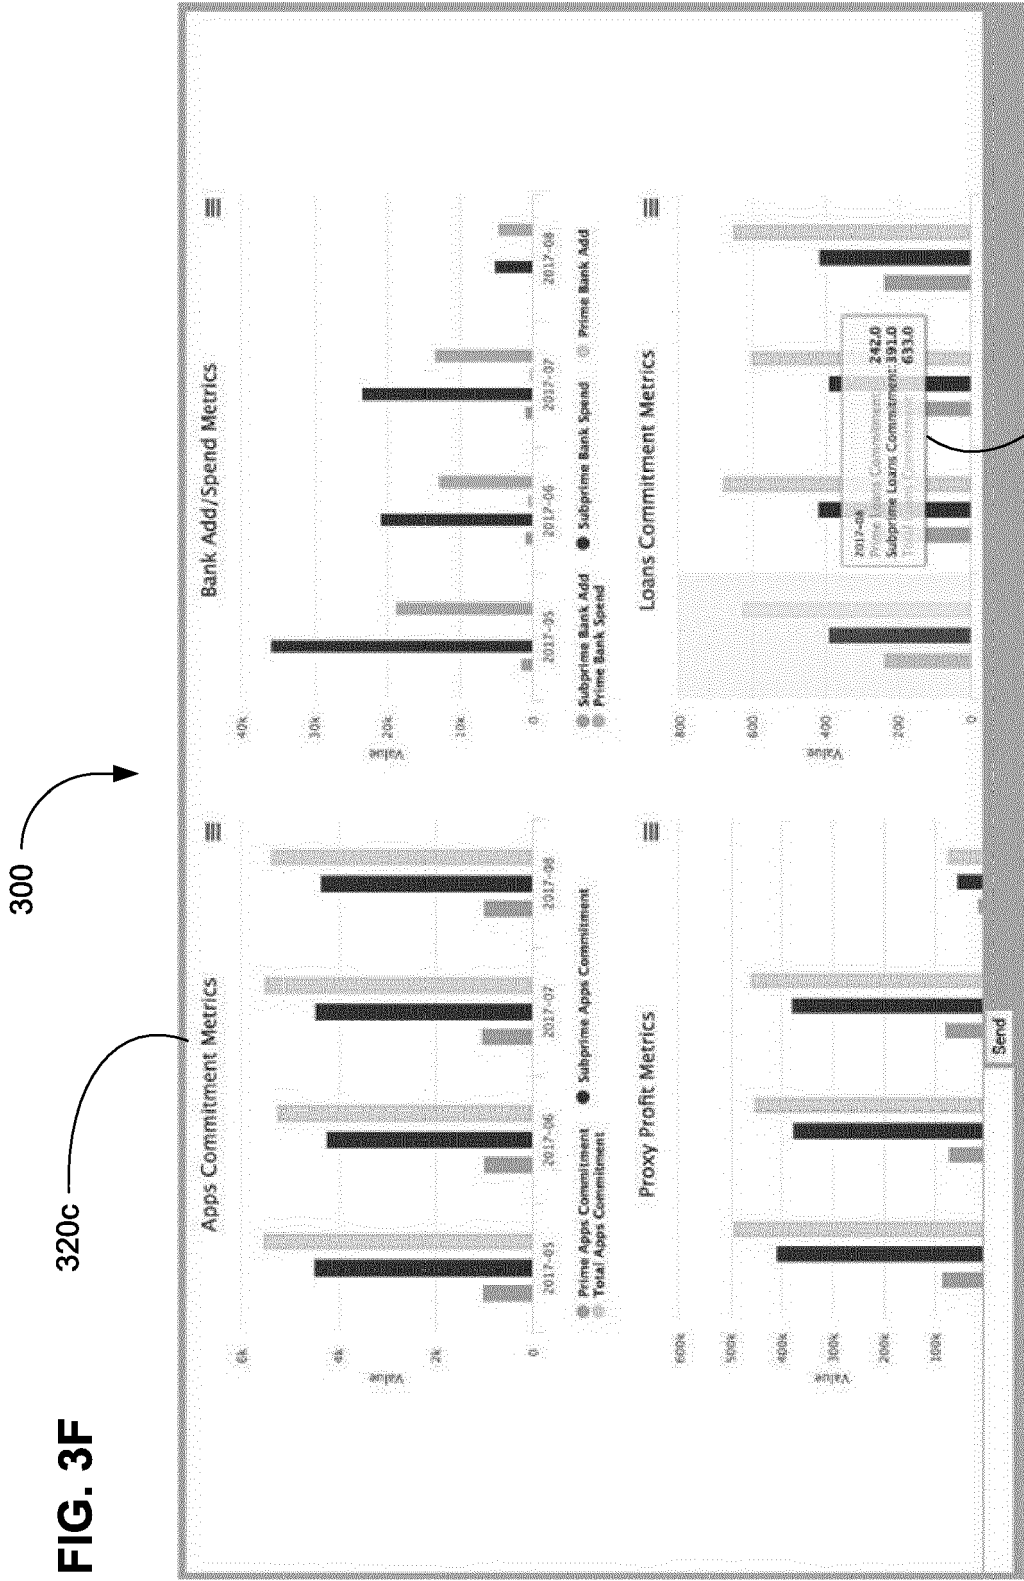 FIG. 3F
300
320c
Apps Commitment Metrics
Value
6k
4k
2k
0
2017-05
2017-06
2017-07
2017-08
Prime Apps Commitment
Subprime Apps Commitment
Total Apps Commitment
Bank Add/Spend Metrics
Value
40k
30k
20k
10k
0
2017-05
2017-06
2017-07
2017-08
Subprime Bank Add
Subprime Bank Spend
Prime Bank Add
Prime Bank Spend
Proxy Profit Metrics
Value
600k
500k
400k
300k
200k
100k
Loans Commitment Metrics
Value
800
600
400
200
0
Prime Loans Commitment 242.0
Subprime Loans Commitment: 391.0
633.0
Send